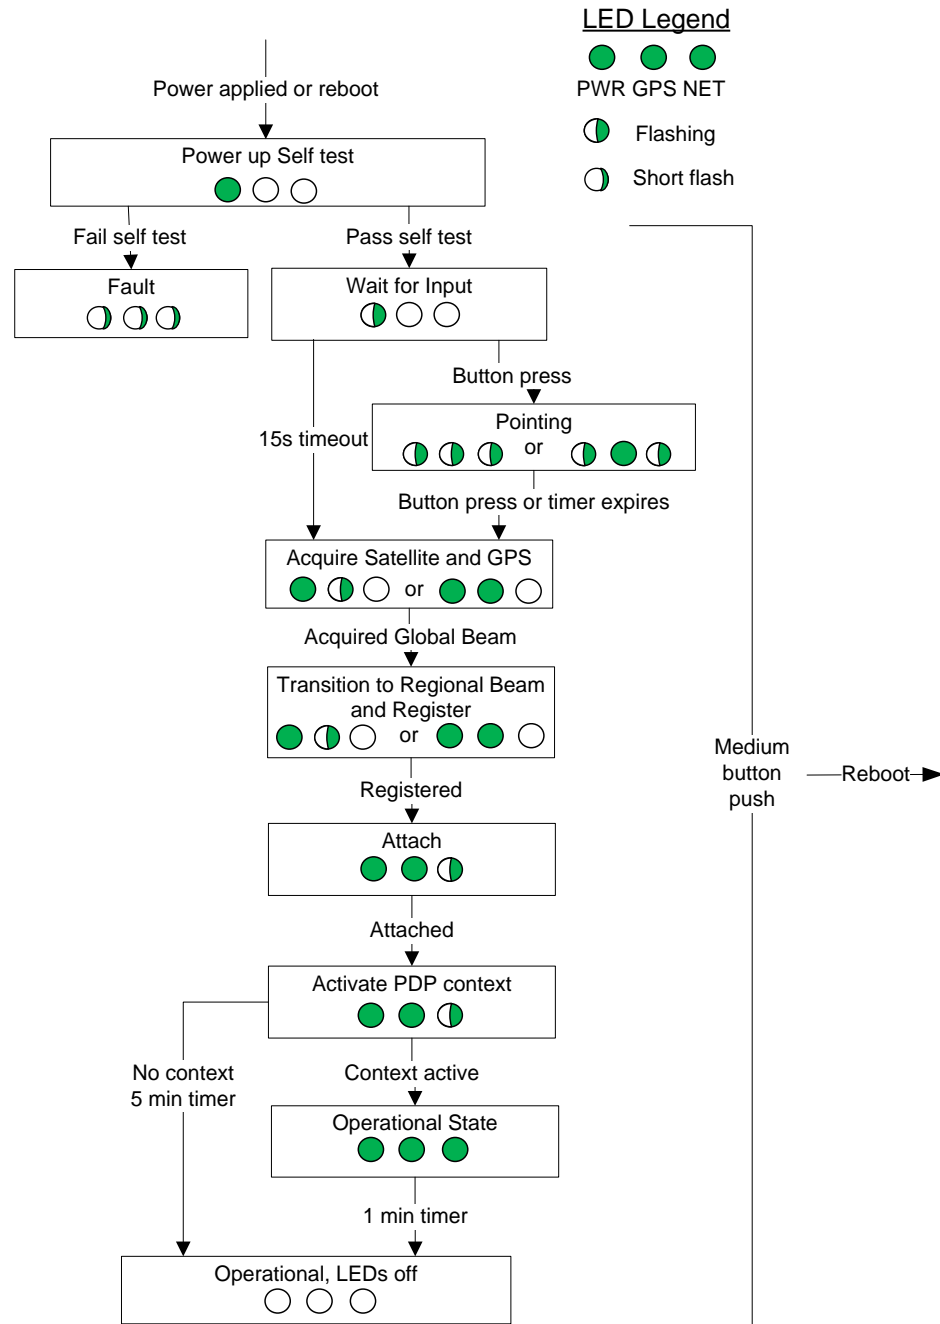 LED Legend
PWR GPS NET
Flashing
Short flash
Power applied or reboot
Power up Self test
Fail self test
Pass self test
Fault
Wait for Input
Button press
15s timeout
Pointing
or
Button press or timer expires
Acquire Satellite and GPS
or
Acquired Global Beam
Transition to Regional Beam
and Register
or
Registered
Attach
Attached
Activate PDP context
No context
5 min timer
Context active
Operational State
1 min timer
Operational, LEDs off
Medium
button
push
Reboot